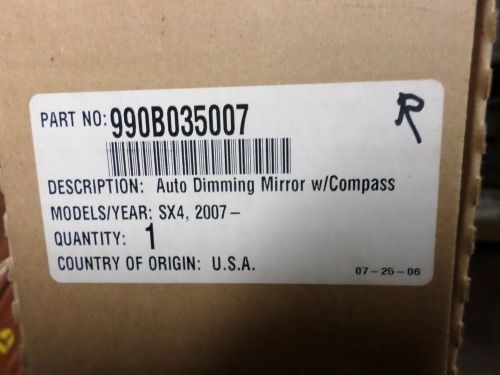 PART NO: 990B035007
R
DESCRIPTION: Auto Dimming Mirror w/Compass
MODELS/YEAR: SX4, 2007-
QUANTITY: 1
COUNTRY OF ORIGIN: U.S.A.
07-25-06